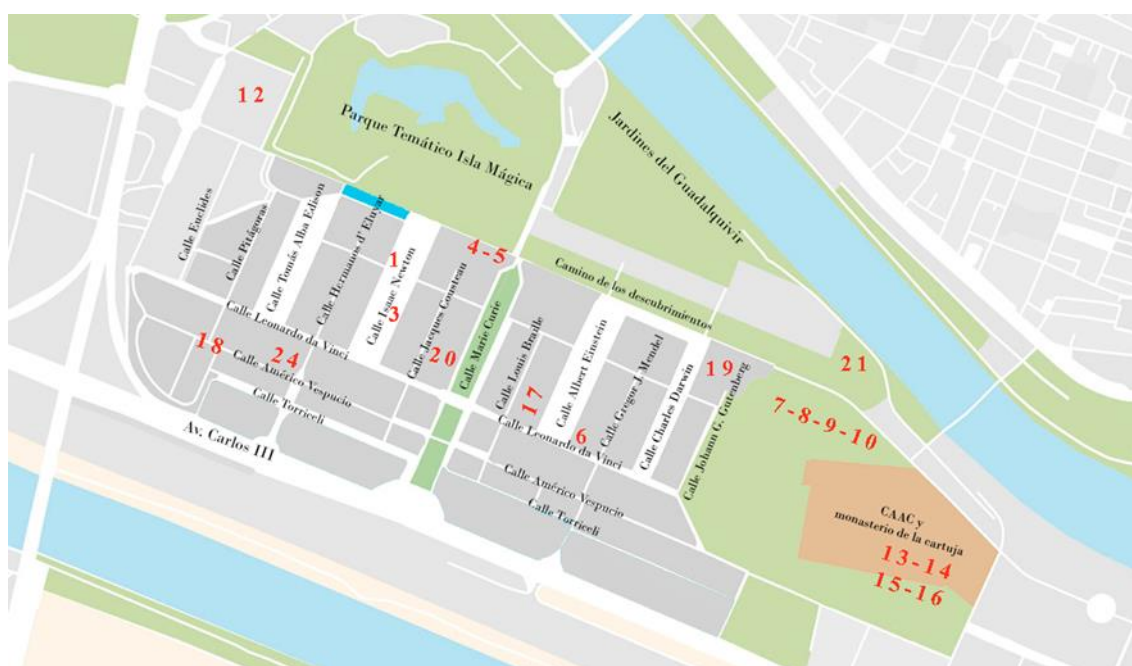 12
Parque Temático Isla Mágica
Jardines del Guadalquivir
Calle Euclides
Calle Pitágoras
Calle Tomás Alba Edison
Calle Hermanos d' Eluyar
1
Calle Isaac Newton
3
4-5
Calle Jacques Cousteau
20
Calle Marie Curie
Camino de los descubrimientos
Calle Louis Braille
17
Calle Albert Einstein
6
Calle Gregor J. Mendel
Calle Charles Darwin
19
Calle Johann G. Gutenberg
21
7-8-9-10
Calle Leonardo da Vinci
18
24
Calle Américo Vespucio
Calle Torriceli
Av. Carlos III
Calle Leonardo da Vinci
Calle Américo Vespucio
Calle Torriceli
CAAC y
monasterio de la cartuja
13-14
15-16